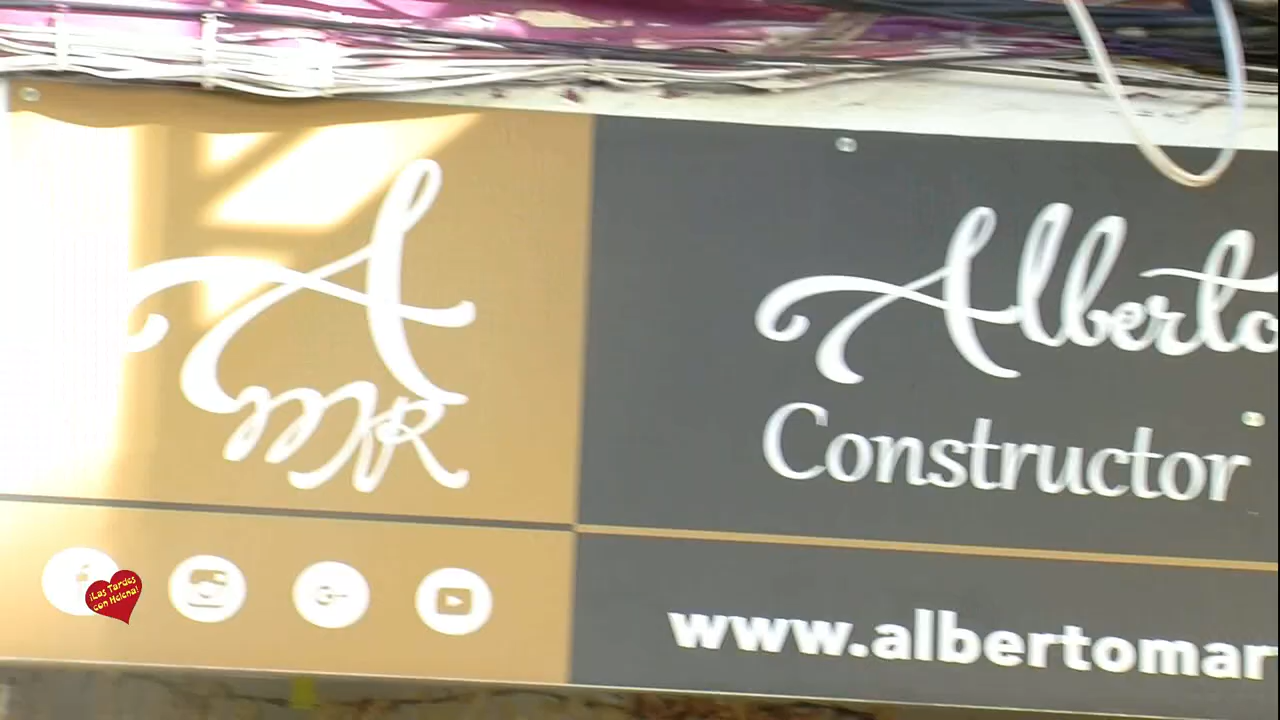 A
MR
Alberto
Constructor
www.albertomar
¡Las Tardes
con Helena!